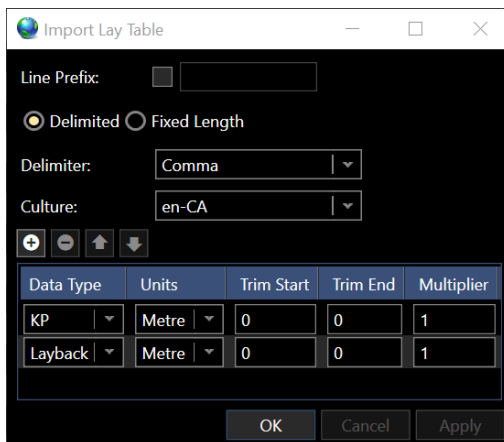 Import Lay Table
Line Prefix:
Delimited Fixed Length
Delimiter: Comma
Culture: en-CA
Data Type Units Trim Start Trim End Multiplier
KP Metre 0 0 1
Layback Metre 0 0 1
OK Cancel Apply